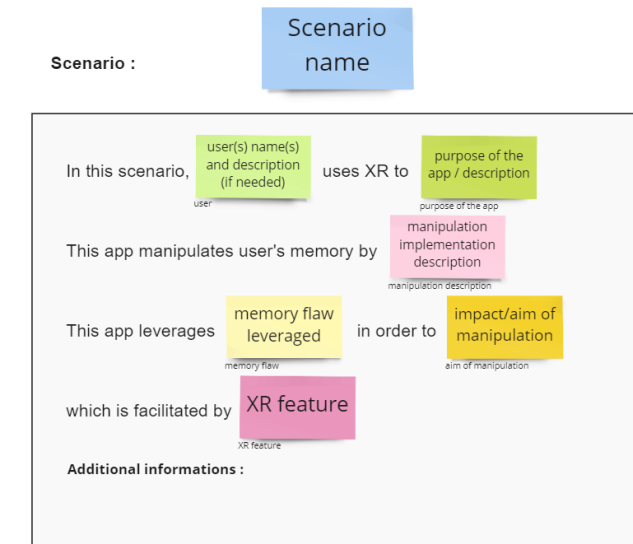 Scenario :
Scenario
name
In this scenario,
user(s) name(s)
and description
(if needed)
user
uses XR to
purpose of the
app / description
purpose of the app
This app manipulates user's memory by
manipulation
implementation
description
manipulation description
This app leverages
memory flaw
leveraged
memory flaw
in order to
impact/aim of
manipulation
aim of manipulation
which is facilitated by
XR feature
XR feature
Additional informations :